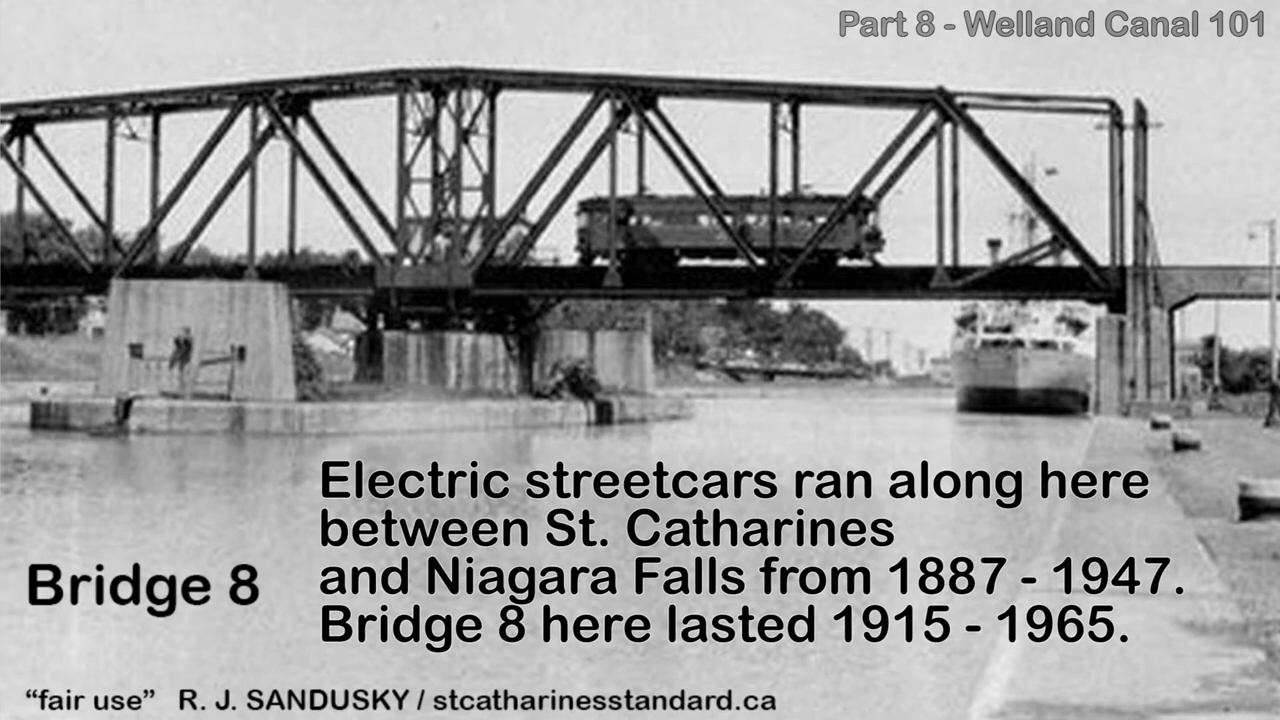 Part 8 - Welland Canal 101
Electric streetcars ran along here
between St. Catharines
and Niagara Falls from 1887 - 1947.
Bridge 8 here lasted 1915 - 1965.
Bridge 8
“fair use” R. J. SANDUSKY / stcatharinesstandard.ca